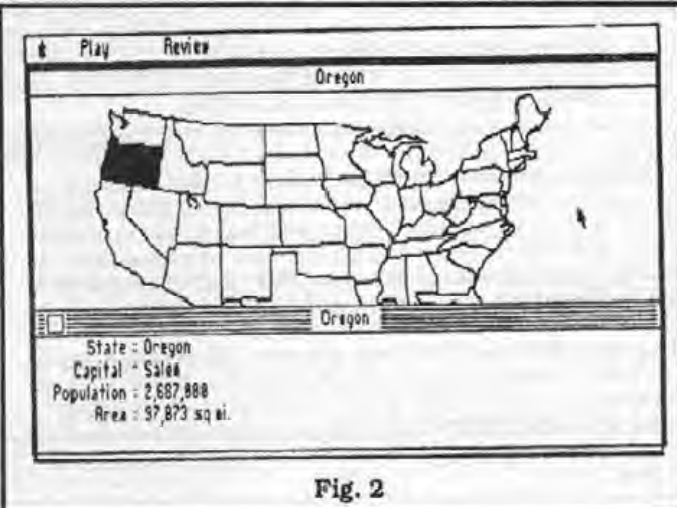 Play Review
Oregon
Oregon
State : Oregon
Capital : Salem
Population : 2,687,000
Area : 97,073 sq mi.
Fig. 2